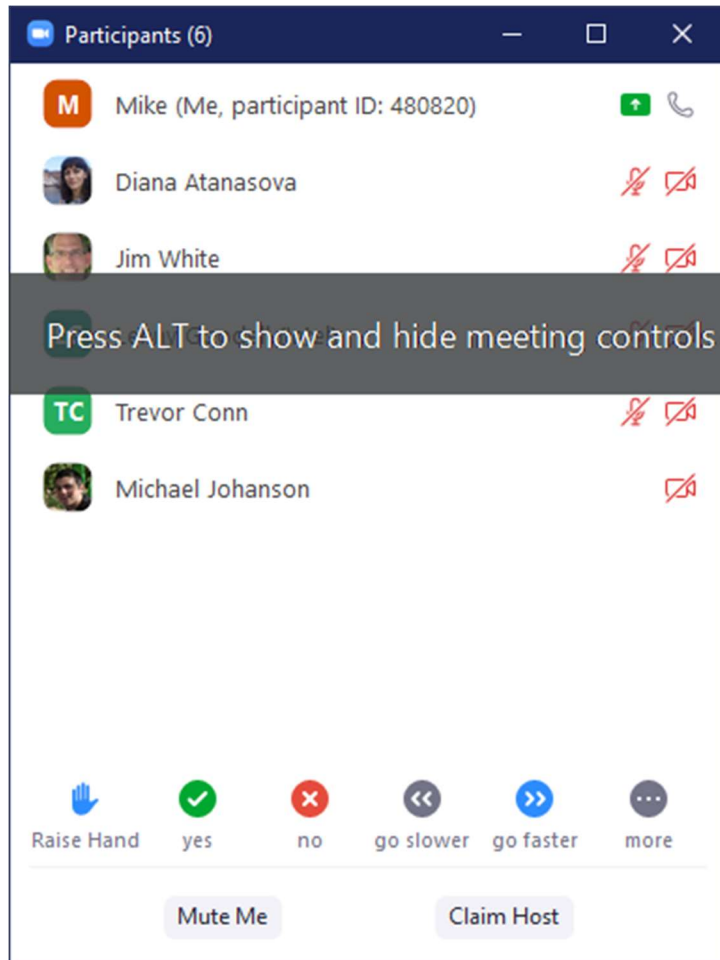 Participants (6)
M Mike (Me, participant ID: 480820)
Diana Atanasova
Jim White
Press ALT to show and hide meeting controls
TC Trevor Conn
Michael Johanson
Raise Hand yes no go slower go faster more
Mute Me Claim Host